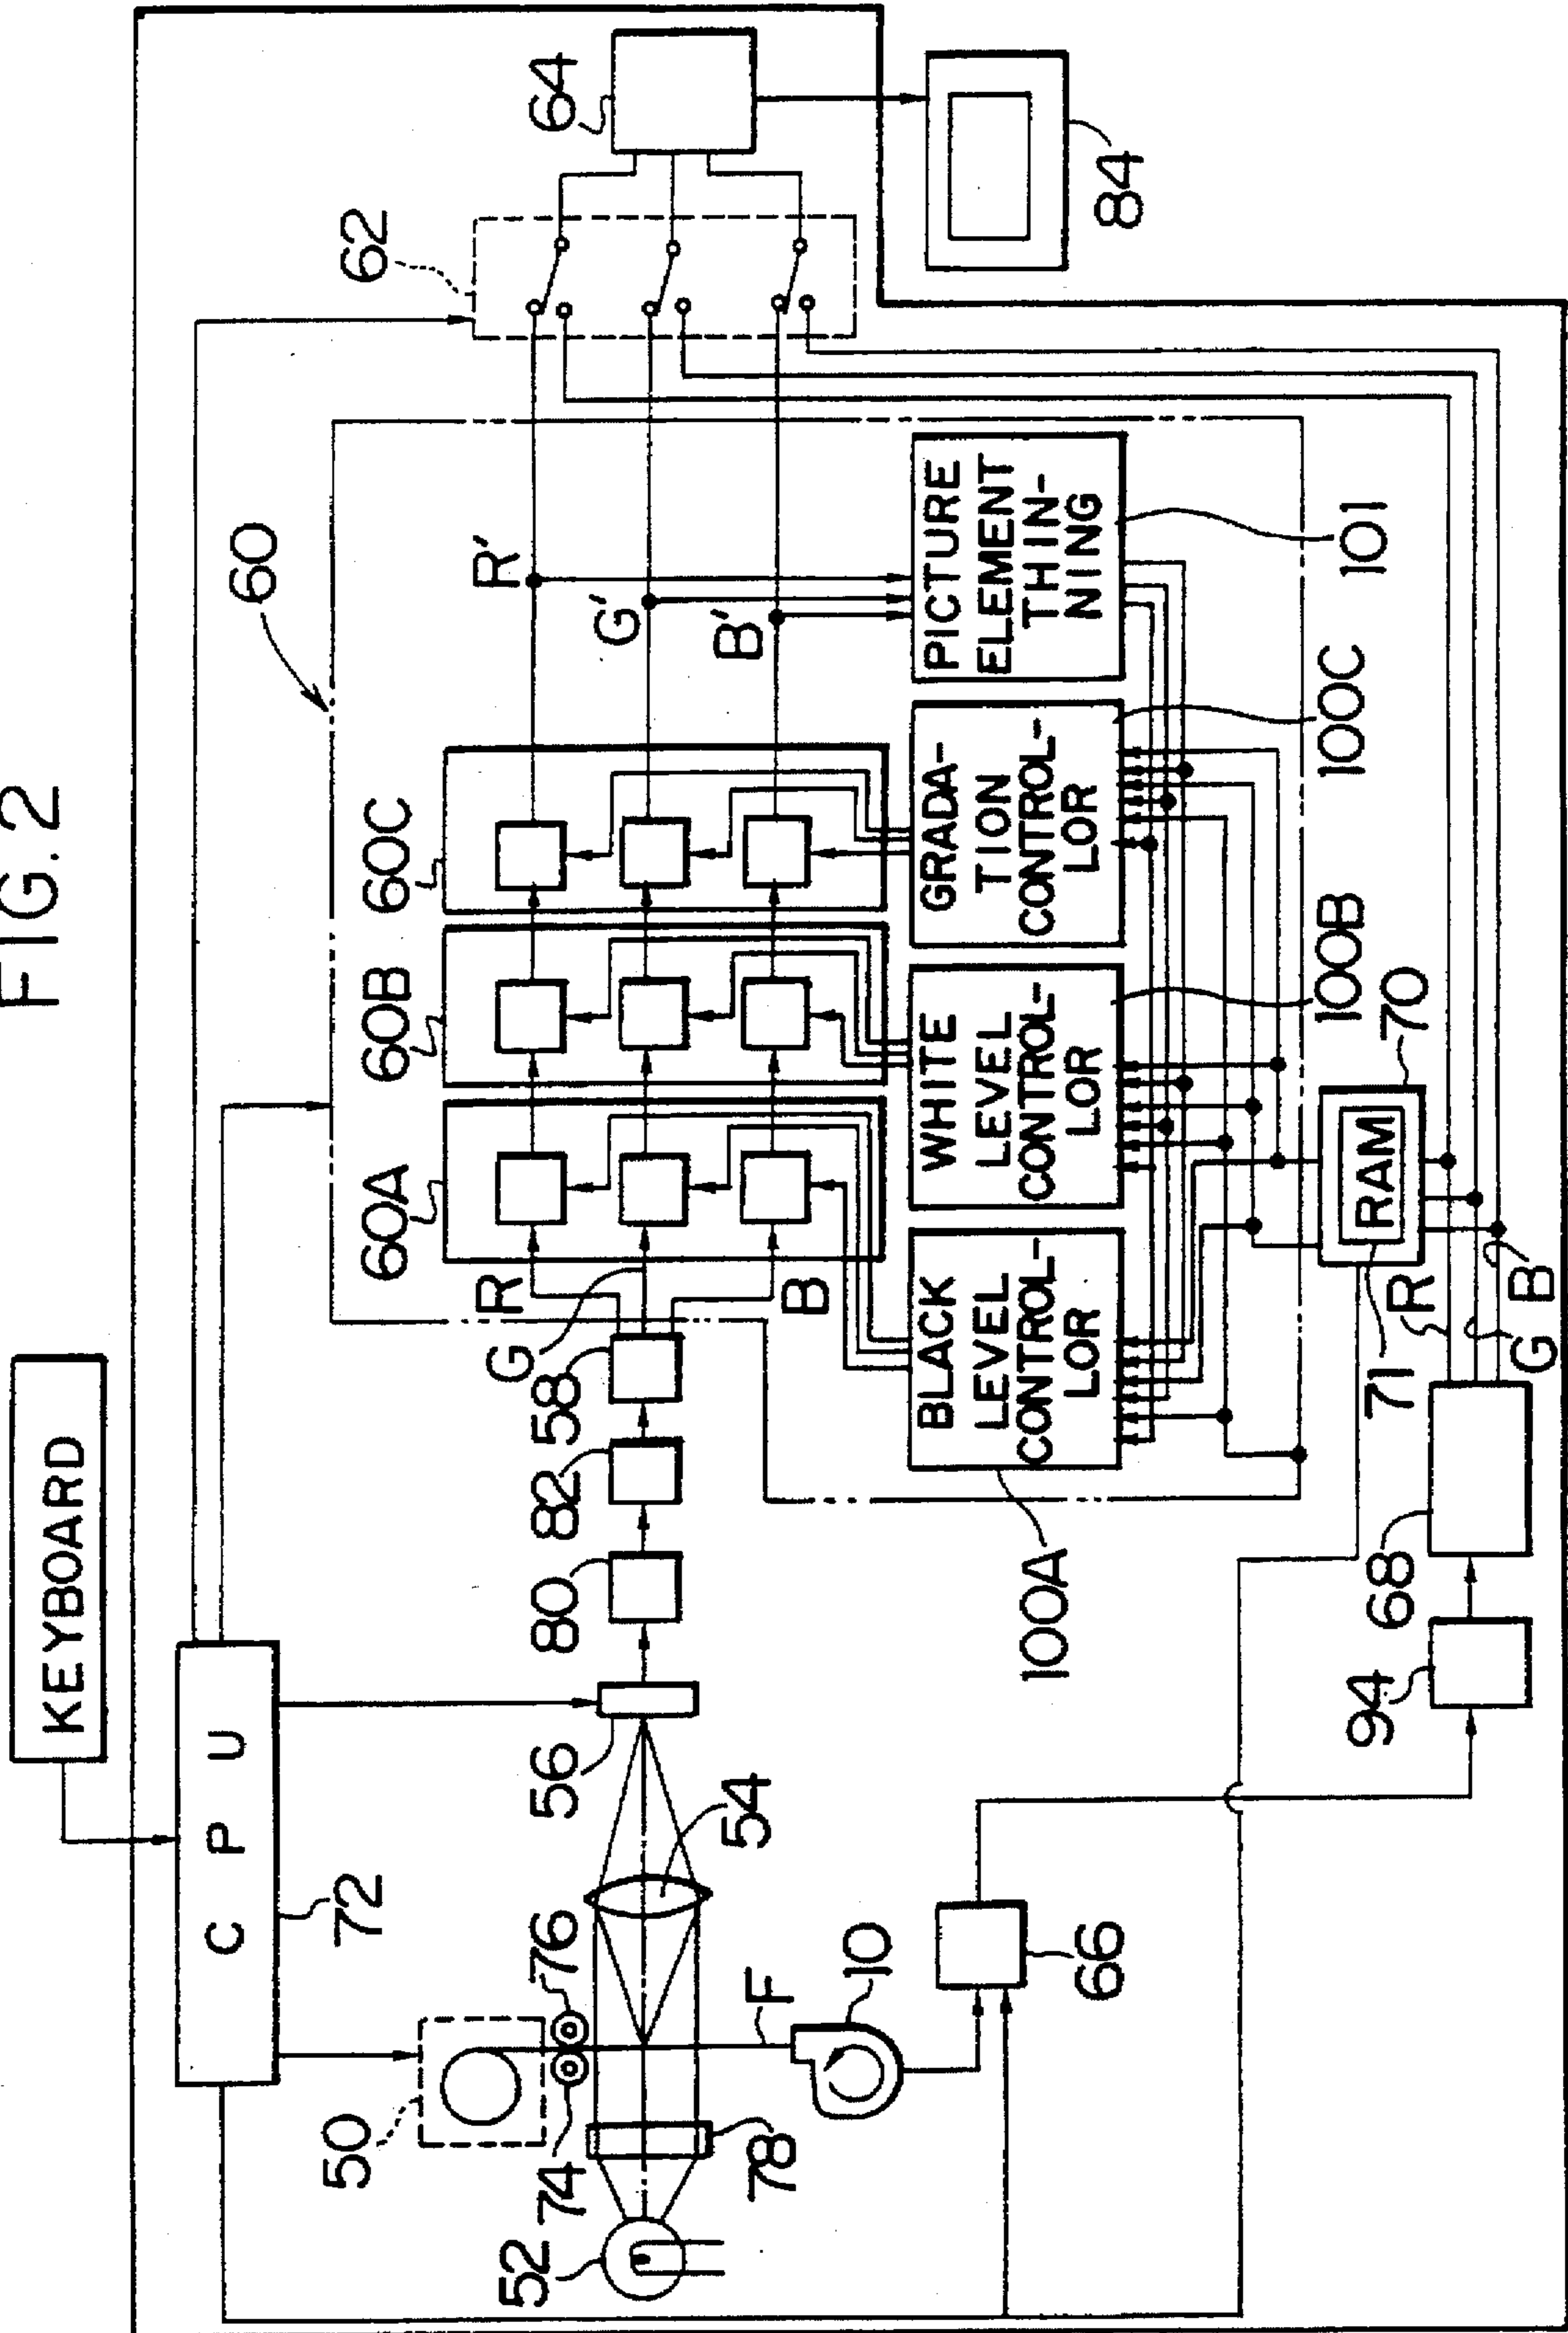 FIG.2
KEYBOARD
C P U
72
50
52
74
76
78
54
56
F
10
66
80
82
58
G
R
B
60
60A
60B
60C
R'
G'
B'
62
64
84
BLACK
LEVEL
CONTROL-
LOR
WHITE
LEVEL
CONTROL-
LOR
GRADA-
TION
CONTROL-
LOR
PICTURE
ELEMENT
THIN-
NING
100A
100B
100C
101
70
RAM
71
R
G
B
68
94